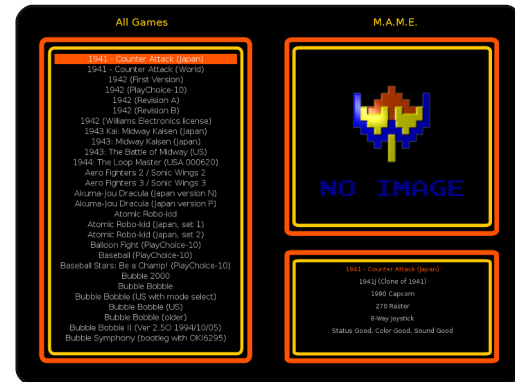 All Games
1941 - Counter Attack (Japan)
1941 - Counter Attack (World)
1942 (First Version)
1942 (PlayChoice-10)
1942 (Revision A)
1942 (Revision B)
1942 (Williams Electronics license)
1943 Kai: Midway Kaisen (Japan)
1943: Midway Kaisen (Japan)
1943: The Battle of Midway (US)
1944: The Loop Master (USA 000620)
Aero Fighters 2 / Sonic Wings 2
Aero Fighters 3 / Sonic Wings 3
Akuma-Jou Dracula (Japan version N)
Akuma-Jou Dracula (Japan version P)
Atomic Robo-kid
Atomic Robo-kid (Japan, set 1)
Atomic Robo-kid (Japan, set 2)
Balloon Fight (PlayChoice-10)
Baseball (PlayChoice-10)
Baseball Stars: Be a Champ! (PlayChoice-10)
Bubble 2000
Bubble Bobble
Bubble Bobble (US with mode select)
Bubble Bobble (US)
Bubble Bobble (older)
Bubble Bobble II (Ver 2.5O 1994/10/05)
Bubble Symphony (bootleg with OKI6295)
M.A.M.E.
NO IMAGE
1941 - Counter Attack (Japan)
1941J (Clone of 1941)
1990 Capcom
270 Raster
8-Way Joystick
Status Good, Color Good, Sound Good